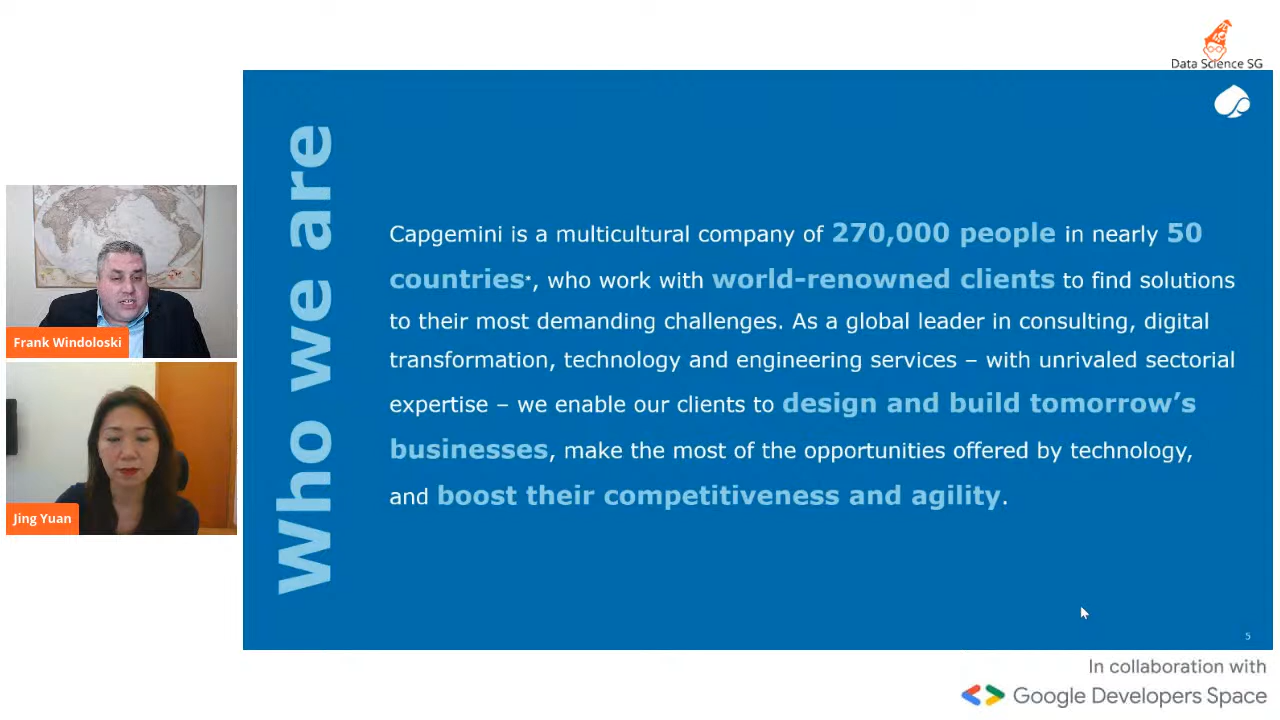 Data Science SG
Who we are
Capgemini is a multicultural company of 270,000 people in nearly 50
countries•, who work with world-renowned clients to find solutions
to their most demanding challenges. As a global leader in consulting, digital
transformation, technology and engineering services – with unrivaled sectorial
expertise – we enable our clients to design and build tomorrow’s
businesses, make the most of the opportunities offered by technology,
and boost their competitiveness and agility.
Frank Windoloski
Jing Yuan
5
In collaboration with
Google Developers Space